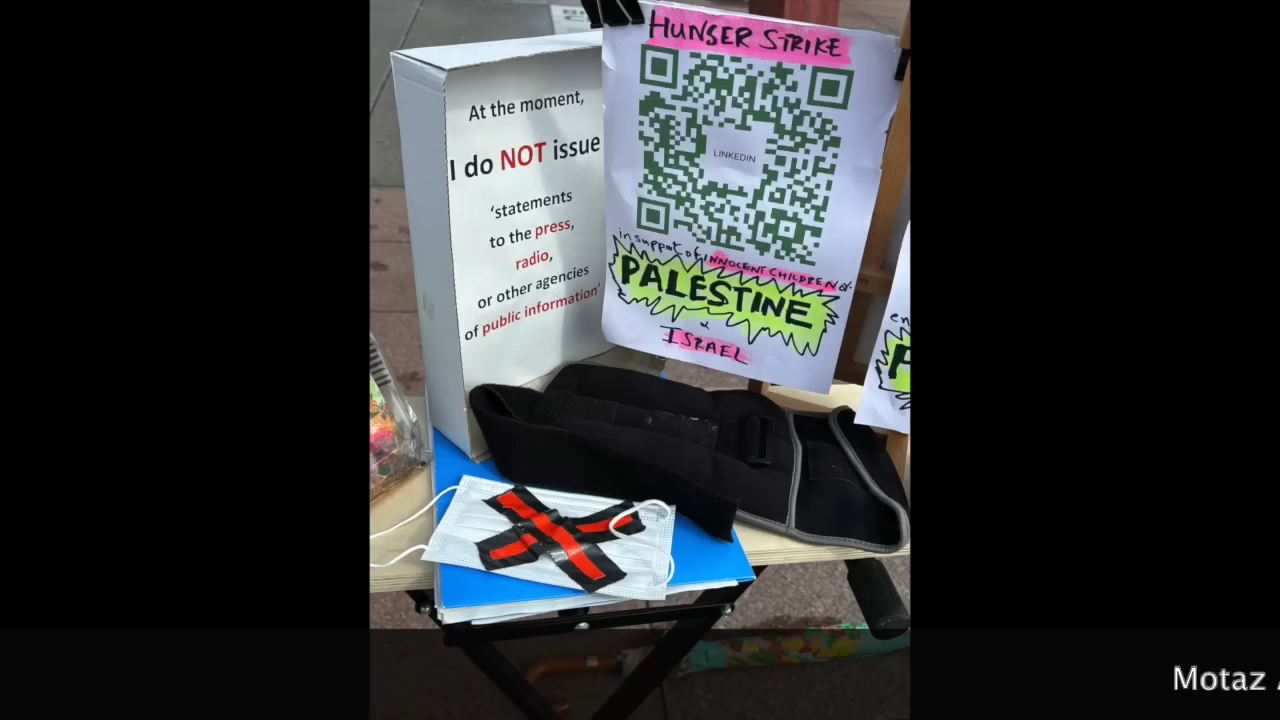 At the moment,
I do NOT issue
‘statements
to the press,
radio,
or other agencies
of public information’
HUNGER STRIKE
LINKEDIN
in support of INNOCENT CHILDREN of
PALESTINE
&
ISRAEL
Motaz